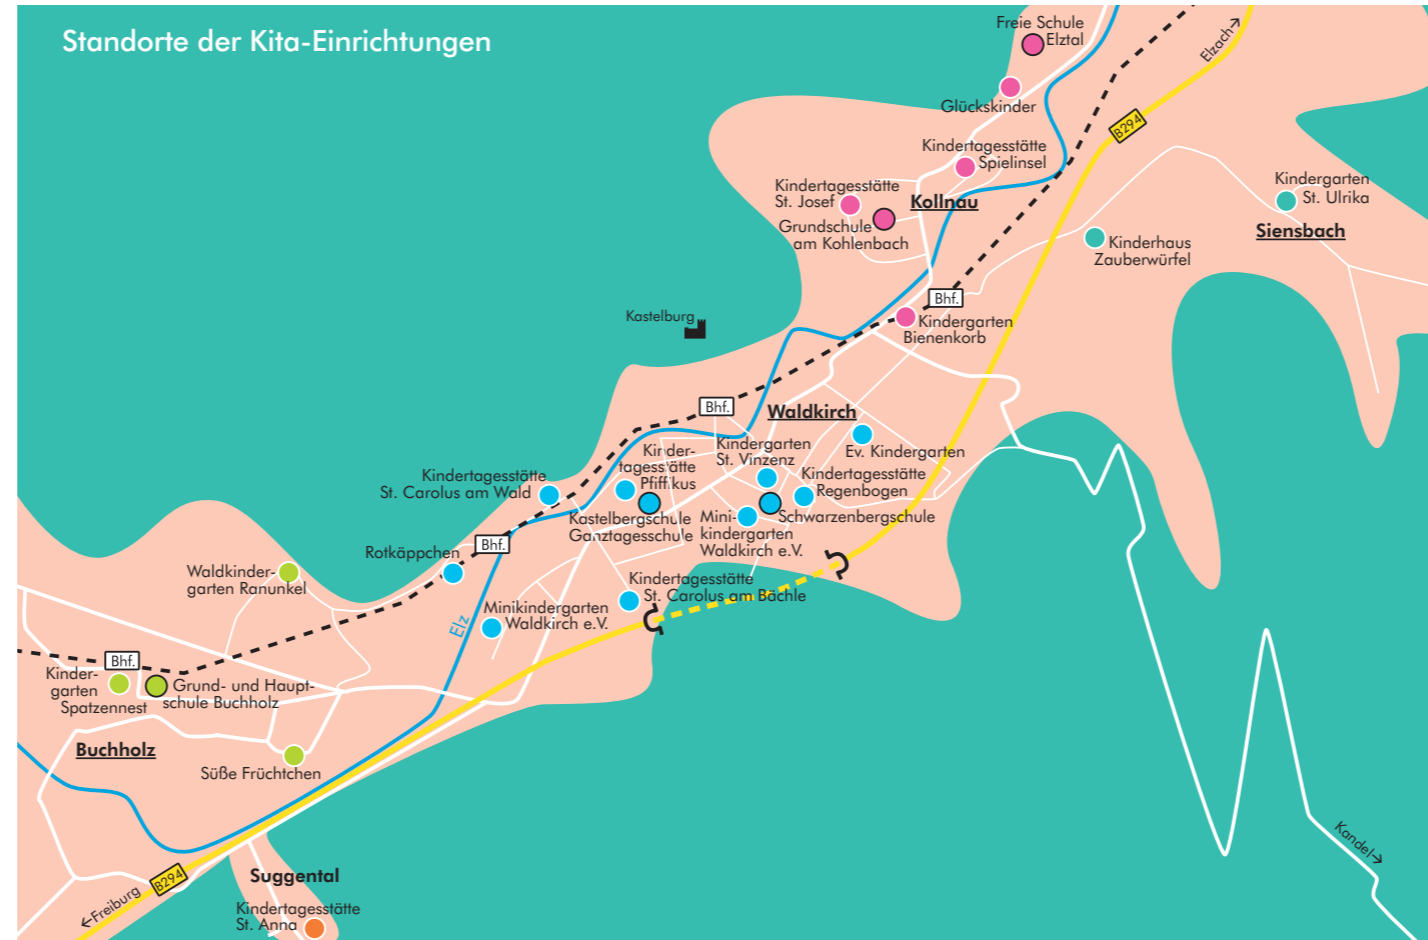 Standorte der Kita-Einrichtungen
Freie Schule
Elztal
Elzach
Glückskinder
B294
Kindertagesstätte
Spielinsel
Kindertagesstätte
St. Josef
Kollnau
Grundschule
am Kohlenbach
Kindergarten
St. Ulrika
Siensbach
Kinderhaus
Zauberwürfel
Bhf.
Kastelburg
Kindergarten
Bienenkorb
Bhf.
Waldkirch
Kindergarten
St. Vinzenz
Ev. Kindergarten
Kinder-
tagesstätte
Pfiffikus
Kindertagesstätte
Regenbogen
Kindertagesstätte
St. Carolus am Wald
Kastelbergschule
Ganztagesschule
Mini-
kindergarten
Waldkirch e.V.
Schwarzenbergschule
Bhf.
Rotkäppchen
Waldkinder-
garten Ranunkel
Kindertagesstätte
St. Carolus am Bächle
Minikindergarten
Waldkirch e.V.
Elz
Bhf.
Kinder-
garten
Spatzennest
Grund- und Haupt-
schule Buchholz
Buchholz
Süße Früchtchen
Kandel→
B294
←Freiburg
Suggental
Kindertagesstätte
St. Anna